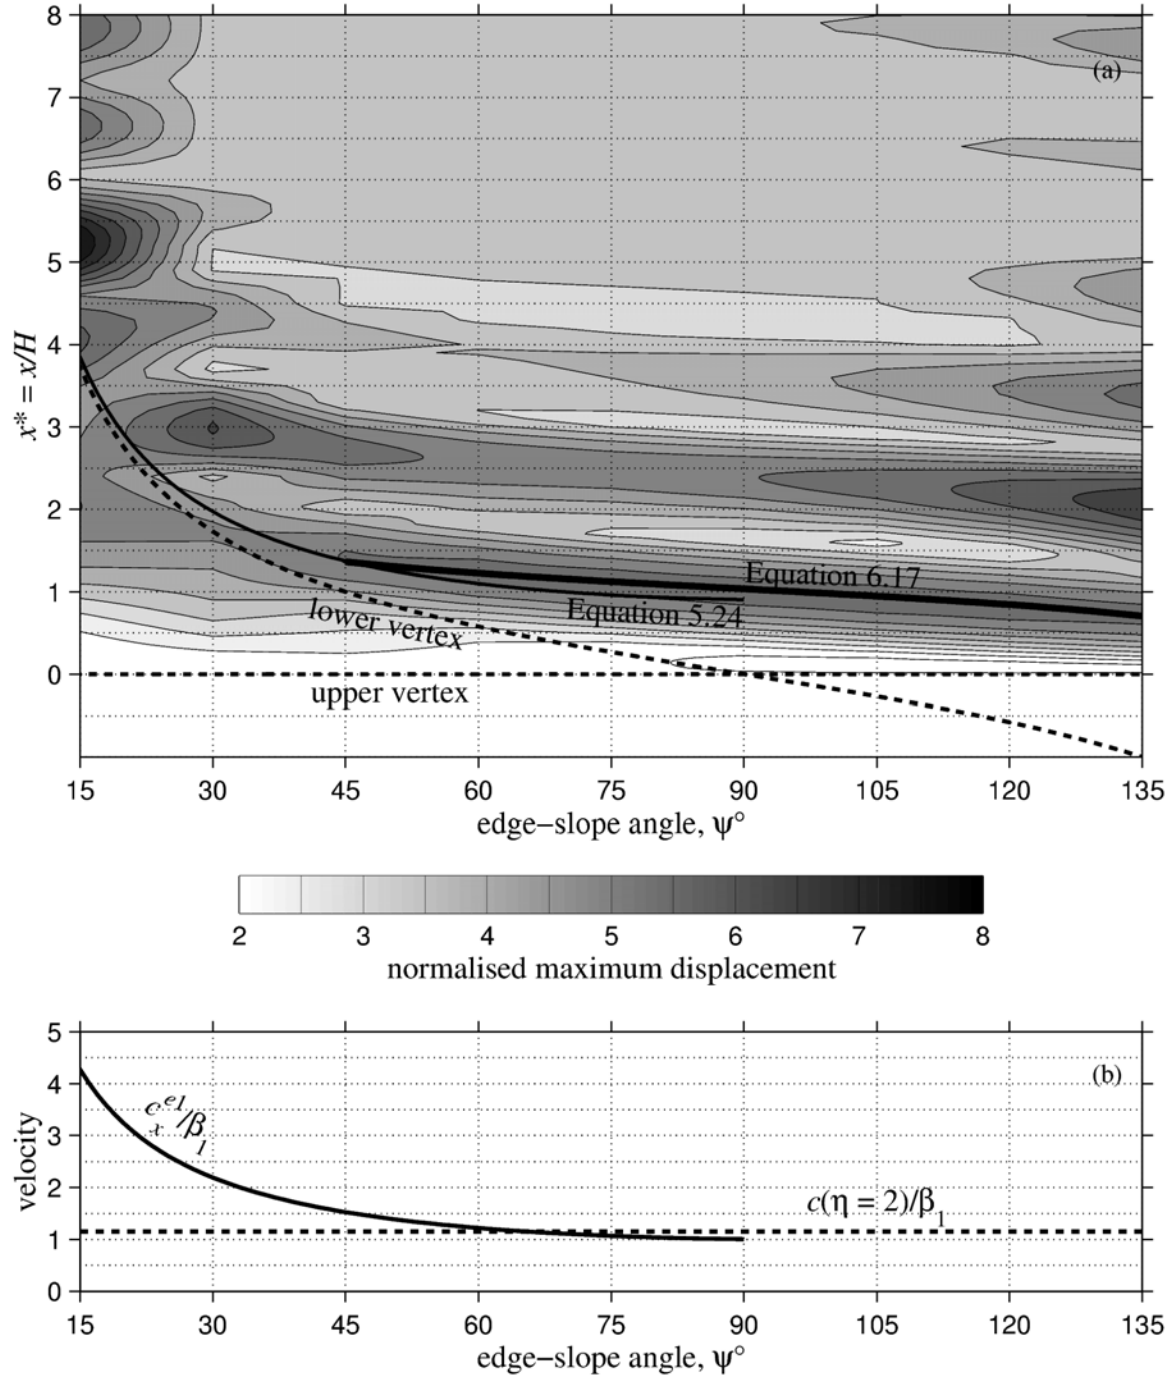 8
(a)
7
6
5
x* = x/H
4
3
2
Equation 6.17
1
Equation 5.24
lower vertex
0
upper vertex
15 30 45 60 75 90 105 120 135
edge−slope angle, ψ°
2 3 4 5 6 7 8
normalised maximum displacement
5
(b)
4
c_x^{e1}/β_1
3
velocity
2
c(η = 2)/β_1
1
0
15 30 45 60 75 90 105 120 135
edge−slope angle, ψ°